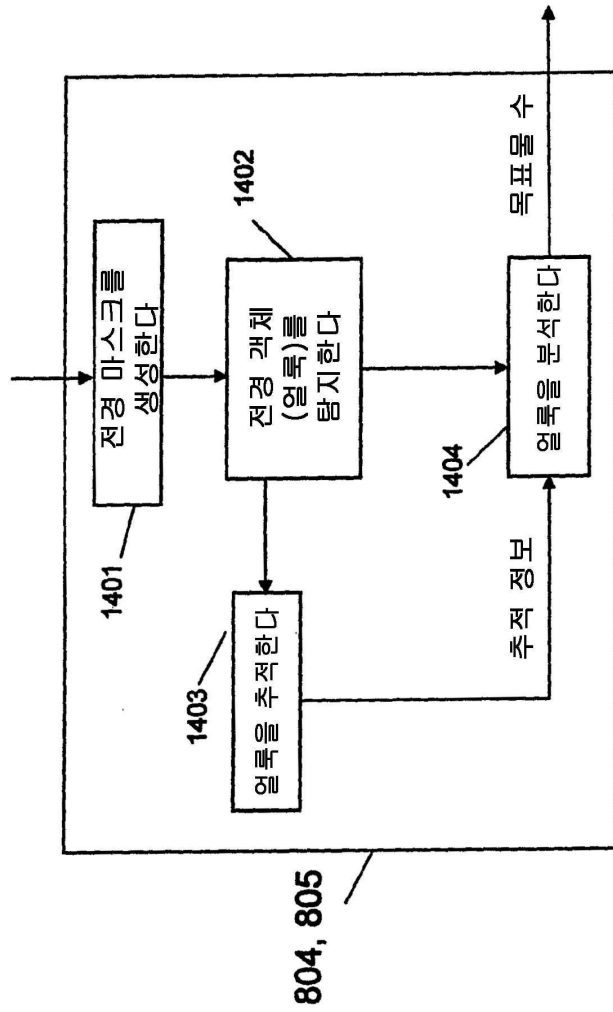 전경 마스크를
생성한다
1401
전경 객체
(얼룩)를
탐지한다
1402
얼룩을 추적한다
1403
추적 정보
얼룩을 분석한다
1404
목표물 수
804, 805